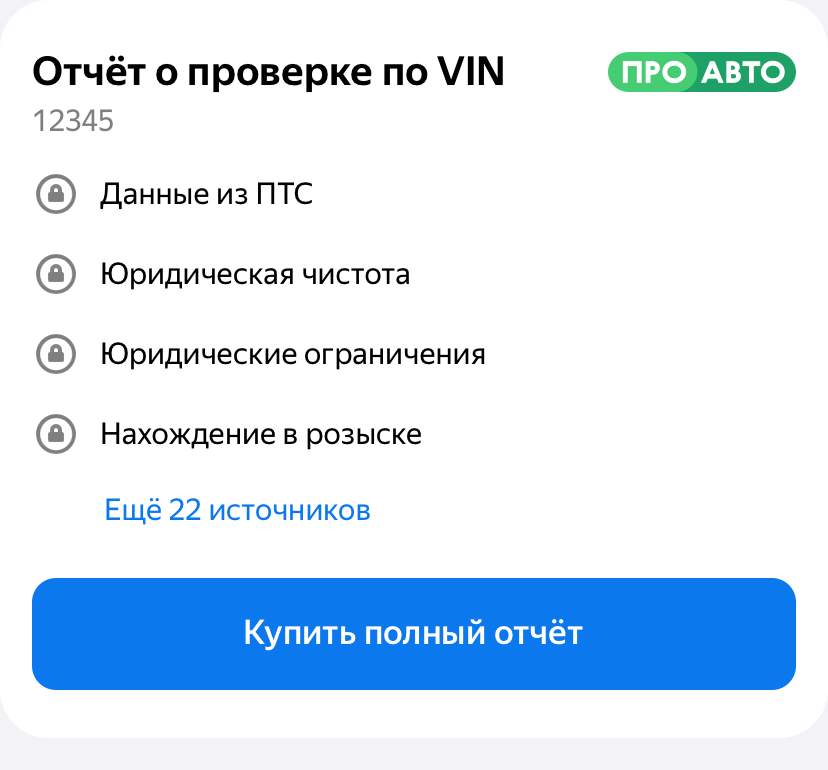 Отчёт о проверке по VIN
ПРО АВТО
12345
Данные из ПТС
Юридическая чистота
Юридические ограничения
Нахождение в розыске
Ещё 22 источников
Купить полный отчёт